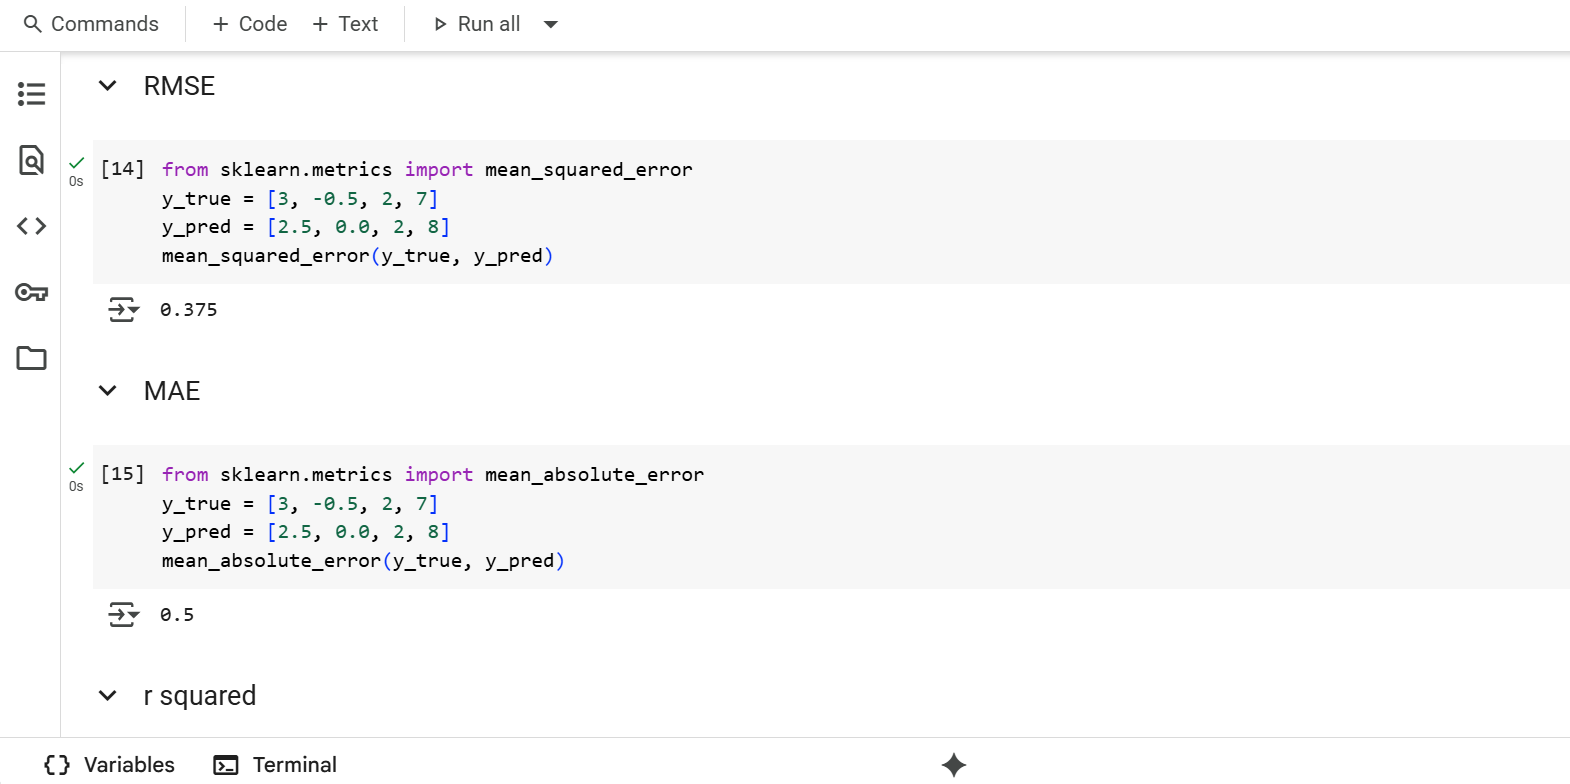 Commands + Code + Text Run all
RMSE
[14] from sklearn.metrics import mean_squared_error
0s
y_true = [3, -0.5, 2, 7]
y_pred = [2.5, 0.0, 2, 8]
mean_squared_error(y_true, y_pred)
0.375
MAE
[15] from sklearn.metrics import mean_absolute_error
0s
y_true = [3, -0.5, 2, 7]
y_pred = [2.5, 0.0, 2, 8]
mean_absolute_error(y_true, y_pred)
0.5
r squared
{} Variables Terminal